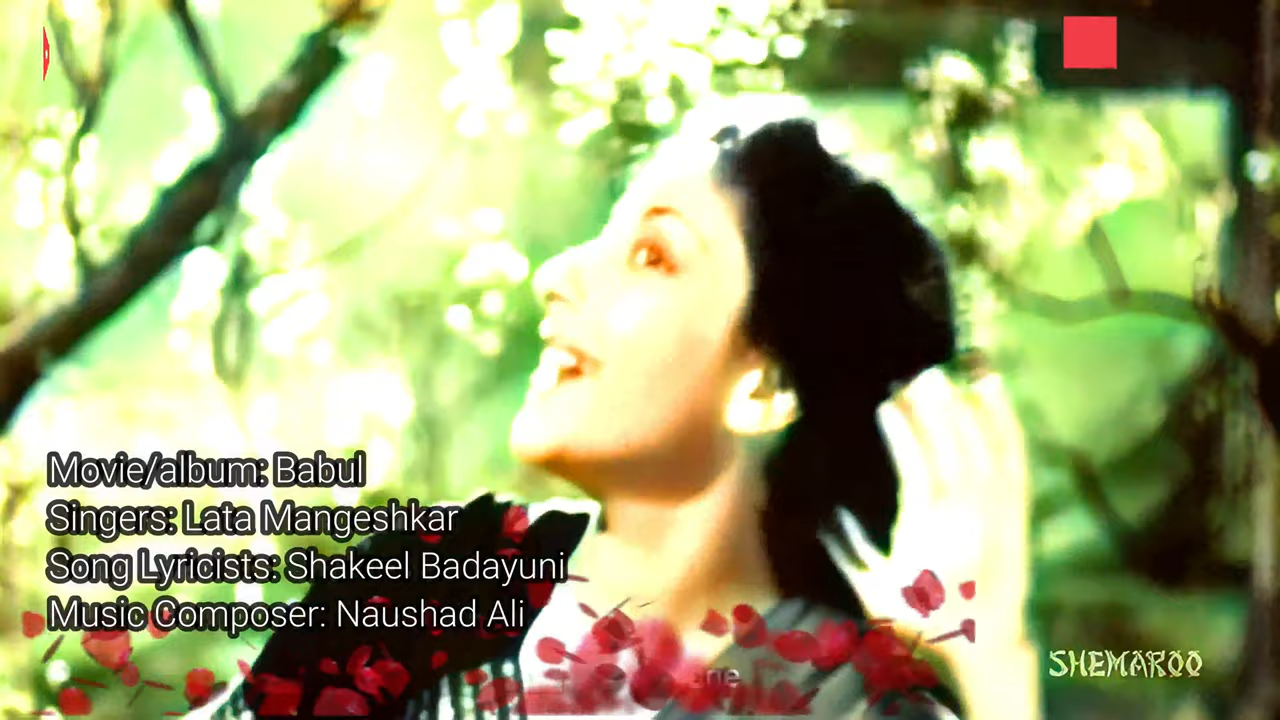 Movie/album: Babul
Singers: Lata Mangeshkar
Song Lyricists: Shakeel Badayuni
Music Composer: Naushad Ali
SHEMAROO